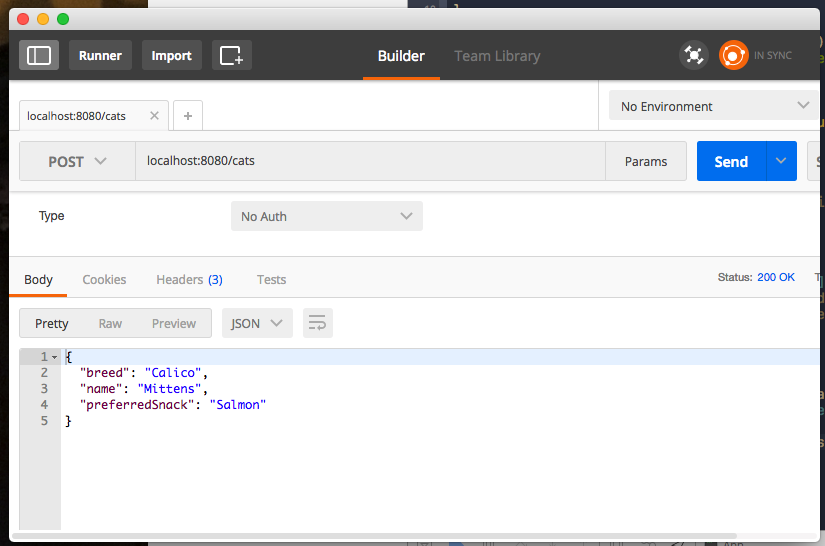 Runner Import Builder Team Library IN SYNC
localhost:8080/cats × + No Environment
POST localhost:8080/cats Params Send
Type No Auth
Body Cookies Headers (3) Tests Status: 200 OK
Pretty Raw Preview JSON
1 {
2 "breed": "Calico",
3 "name": "Mittens",
4 "preferredSnack": "Salmon"
5 }